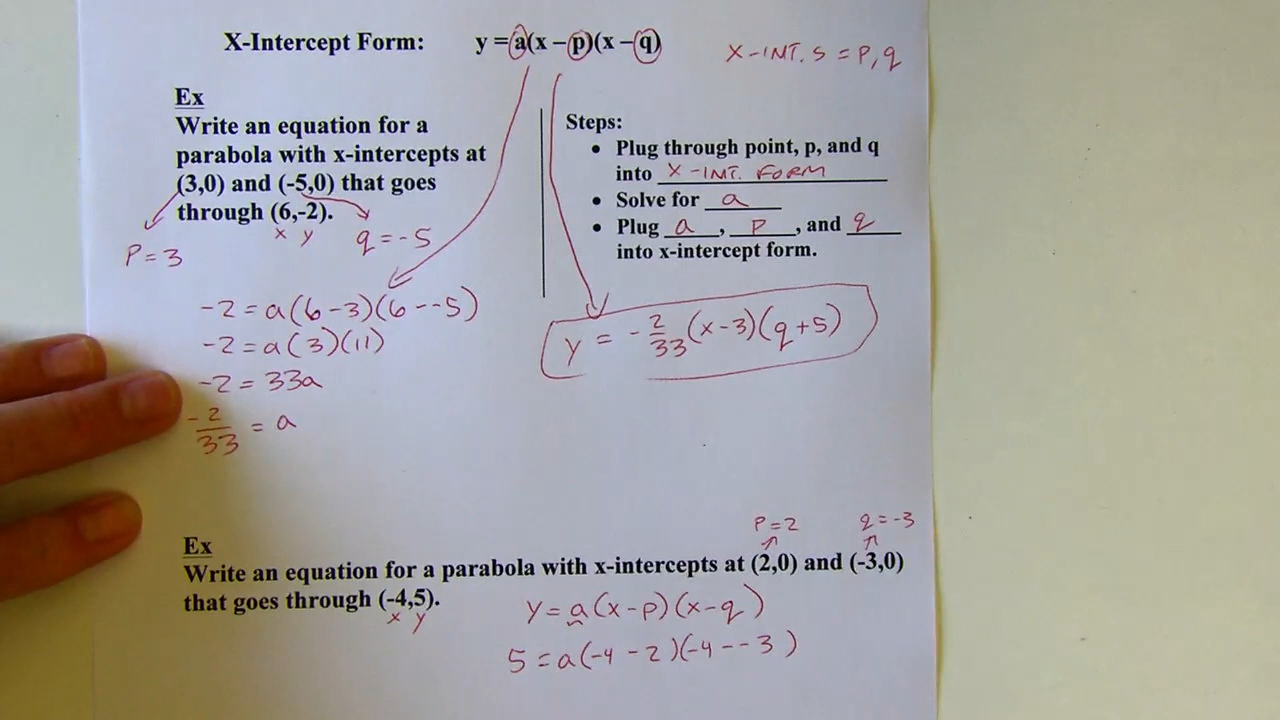 X-Intercept Form: y = a(x – p)(x – q)
X-INT.S = P, q
Ex
Write an equation for a
parabola with x-intercepts at
(3,0) and (-5,0) that goes
through (6,-2).
x y
P = 3
q = -5
-2 = a(6-3)(6--5)
-2 = a(3)(11)
-2 = 33a
-2/33 = a
Steps:
• Plug through point, p, and q
into X-INT. FORM
• Solve for a
• Plug a, P, and q
into x-intercept form.
y = -2/33(x-3)(q+5)
P=2 q=-3
Ex
Write an equation for a parabola with x-intercepts at (2,0) and (-3,0)
that goes through (-4,5).
x y
y = a(x-p)(x-q)
5 = a(-4-2)(-4--3)